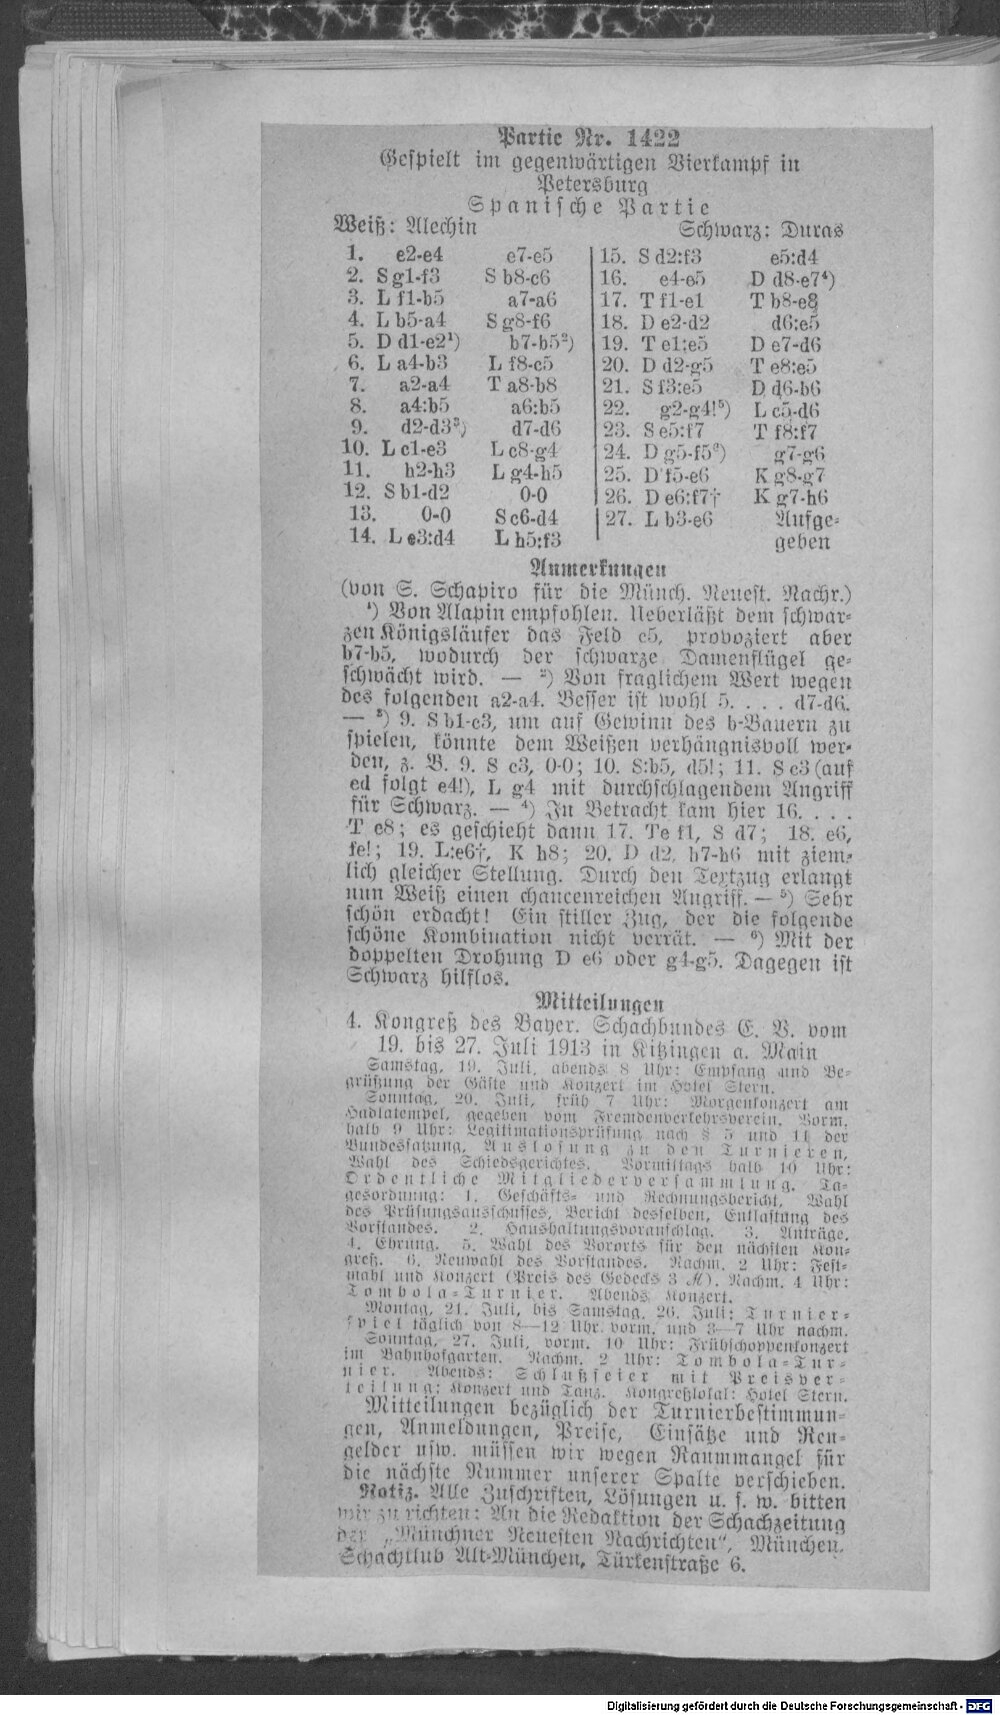 Partie Nr. 1422
Gespielt im gegenwärtigen Vierkampf in
Petersburg
Spanische Partie
Weiß: Alechin Schwarz: Duras
1. e2-e4 e7-e5
2. S g1-f3 S b8-c6
3. L f1-b5 a7-a6
4. L b5-a4 S g8-f6
5. D d1-e2¹) b7-b5²)
6. L a4-b3 L f8-c5
7. a2-a4 T a8-b8
8. a4:b5 a6:b5
9. d2-d3³) d7-d6
10. L c1-e3 L c8-g4
11. h2-h3 L g4-h5
12. S b1-d2 0-0
13. 0-0 S c6-d4
14. L e3:d4 L h5:f3
15. S d2:f3 e5:d4
16. e4-e5 D d8-e7⁴)
17. T f1-e1 T b8-e8
18. D e2-d2 d6:e5
19. T e1:e5 D e7-d6
20. D d2-g5 T e8:e5
21. S f3:e5 D d6-b6
22. g2-g4!⁵) L c5-d6
23. S e5:f7 T f8:f7
24. D g5-f5⁶) g7-g6
25. D f5-e6 K g8-g7
26. D e6:f7† K g7-h6
27. L b3-e6 Aufge-
geben
Anmerkungen
(von S. Schapiro für die Münch. Neuest. Nachr.)
¹) Von Alapin empfohlen. Ueberläßt dem schwar-
zen Königsläufer das Feld c5, provoziert aber
b7-b5, wodurch der schwarze Damenflügel ge-
schwächt wird. — ²) Von fraglichem Wert wegen
des folgenden a2-a4. Besser ist wohl 5. . . . d7-d6.
— ³) 9. S b1-c3, um auf Gewinn des b-Bauern zu
spielen, könnte dem Weißen verhängnisvoll wer-
den, z. B. 9. S c3, 0-0; 10. S:b5, d5!; 11. S c3 (auf
ed folgt e4!), L g4 mit durchschlagendem Angriff
für Schwarz. — ⁴) In Betracht kam hier 16. . . .
T e8; es geschieht dann 17. Te f1, S d7; 18. e6,
fe!; 19. L:e6†, K h8; 20. D d2, h7-h6 mit ziem-
lich gleicher Stellung. Durch den Textzug erlangt
nun Weiß einen chancenreichen Angriff. — ⁵) Sehr
schön erdacht! Ein stiller Zug, der die folgende
schöne Kombination nicht verrät. — ⁶) Mit der
doppelten Drohung D e6 oder g4-g5. Dagegen ist
Schwarz hilflos.
Mitteilungen
4. Kongreß des Bayer. Schachbundes E. V. vom
19. bis 27. Juli 1913 in Kitzingen a. Main
Samstag, 19. Juli, abends 8 Uhr: Empfang und Be-
grüßung der Gäste und Konzert im Hotel Stern.
Sonntag, 20. Juli, früh 7 Uhr: Morgenkonzert am
Hadlatempel, gegeben vom Fremdenverkehrsverein. Vorm.
halb 9 Uhr: Legitimationsprüfung nach § 5 und 11 der
Bundessatzung, Auslosung zu den Turnieren,
Wahl des Schiedsgerichtes. Vormittags halb 10 Uhr:
Ordentliche Mitgliederversammlung. Ta-
gesordnung: 1. Geschäfts- und Rechnungsbericht, Wahl
des Prüfungsausschusses, Bericht desselben, Entlastung des
Vorstandes. 2. Haushaltungsvoranschlag. 3. Anträge.
4. Ehrung. 5. Wahl des Vororts für den nächsten Kon-
greß. 6. Neuwahl des Vorstandes. Nachm. 2 Uhr: Fest-
mahl und Konzert (Preis des Gedecks 3 ℳ). Nachm. 4 Uhr:
Tombola-Turnier. Abends Konzert.
Montag, 21. Juli, bis Samstag, 26. Juli: Turnier-
spiel täglich von 8—12 Uhr vorm. und 3—7 Uhr nachm.
Sonntag, 27. Juli, vorm. 10 Uhr: Frühschoppenkonzert
im Bahnhofgarten. Nachm. 2 Uhr: Tombola-Tur-
nier. Abends: Schlußfeier mit Preisver-
teilung; Konzert und Tanz. Kongreßlokal: Hotel Stern.
Mitteilungen bezüglich der Turnierbestimmun-
gen, Anmeldungen, Preise, Einsätze und Reu-
gelder usw. müssen wir wegen Raummangel für
die nächste Nummer unserer Spalte verschieben.
Notiz. Alle Zuschriften, Lösungen u. s. w. bitten
wir zu richten: An die Redaktion der Schachzeitung
der „Münchner Neuesten Nachrichten", München,
Schachklub Alt-München, Türkenstraße 6.
Digitalisierung gefördert durch die Deutsche Forschungsgemeinschaft - DFG